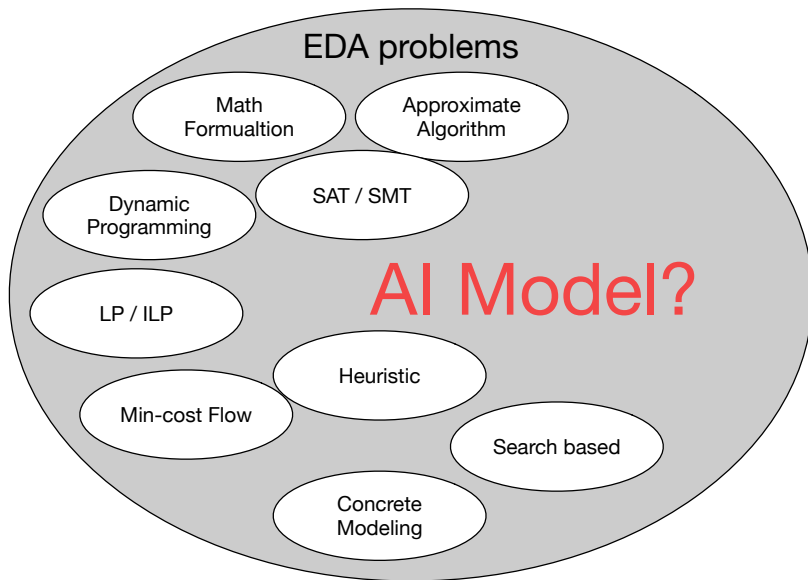 EDA problems
Math
Formualtion
Approximate
Algorithm
SAT / SMT
Dynamic
Programming
AI Model?
LP / ILP
Heuristic
Min-cost Flow
Search based
Concrete
Modeling